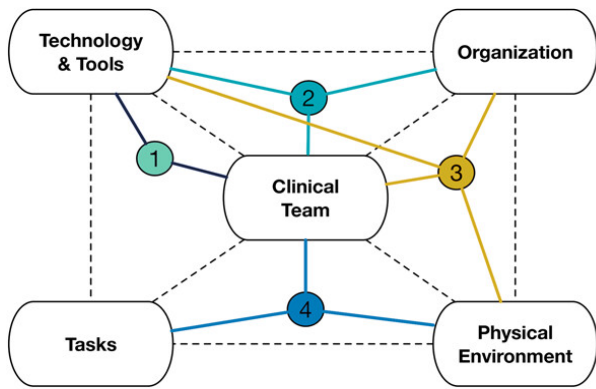 Technology
& Tools
Organization
2
1
3
Clinical
Team
4
Tasks
Physical
Environment